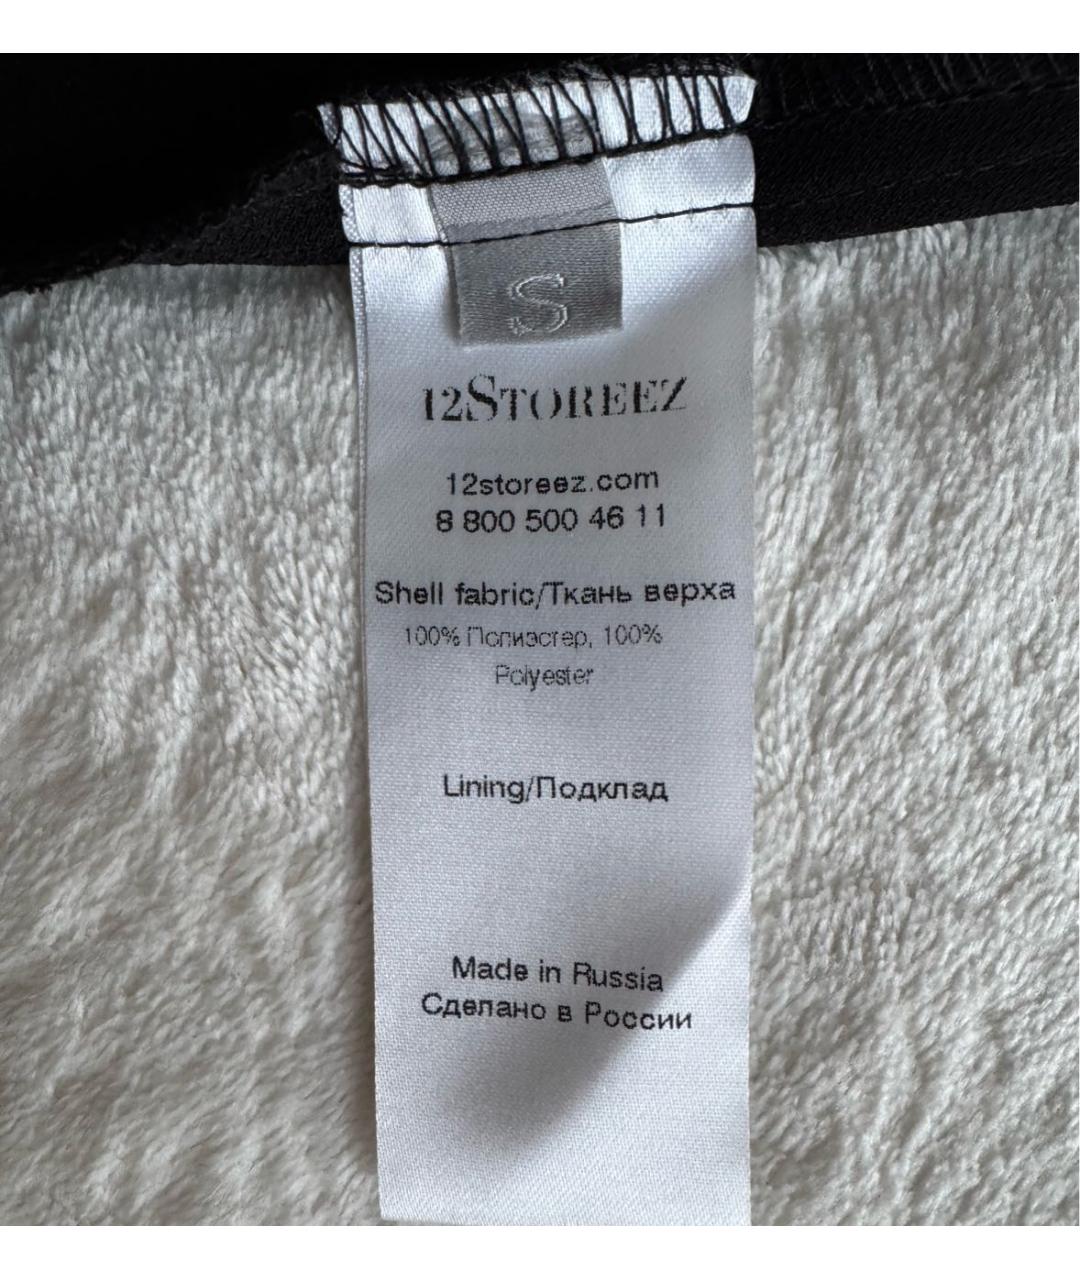 S
12STOREEZ
12storeez.com
8 800 500 46 11
Shell fabric/Ткань верха
100% Полиэстер, 100%
Polyester
Lining/Подклад
Made in Russia
Сделано в России